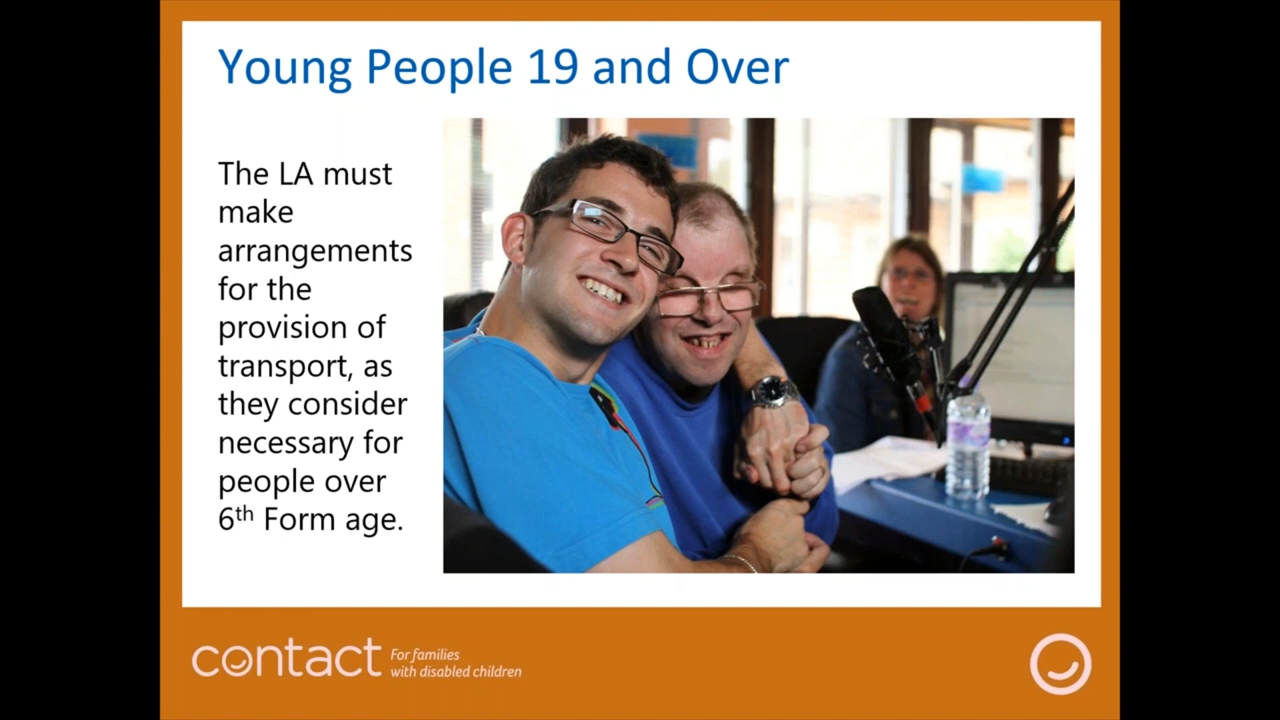 Young People 19 and Over
The LA must
make
arrangements
for the
provision of
transport, as
they consider
necessary for
people over
6th Form age.
contact
For families
with disabled children